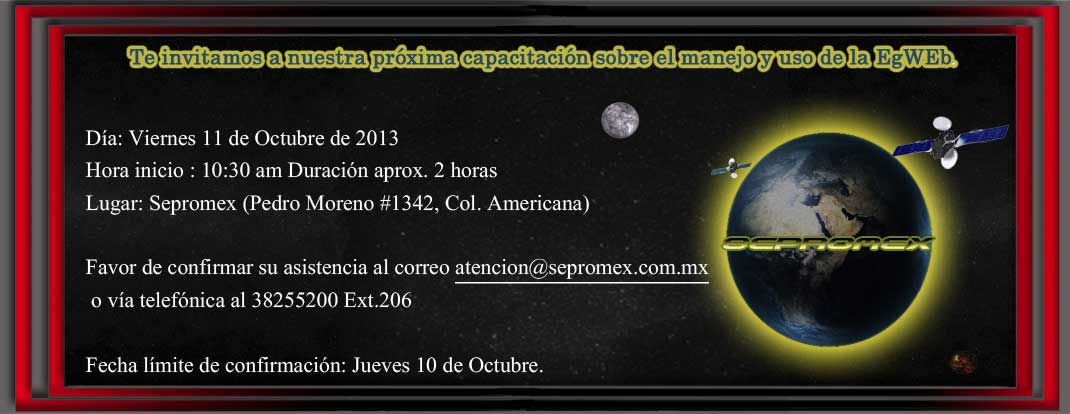 Te invitamos a nuestra próxima capacitación sobre el manejo y uso de la EgWEb.
Día: Viernes 11 de Octubre de 2013
Hora inicio : 10:30 am Duración aprox. 2 horas
Lugar: Sepromex (Pedro Moreno #1342, Col. Americana)
SEPROMEX
Favor de confirmar su asistencia al correo atencion@sepromex.com.mx
o vía telefónica al 38255200 Ext.206
Fecha límite de confirmación: Jueves 10 de Octubre.